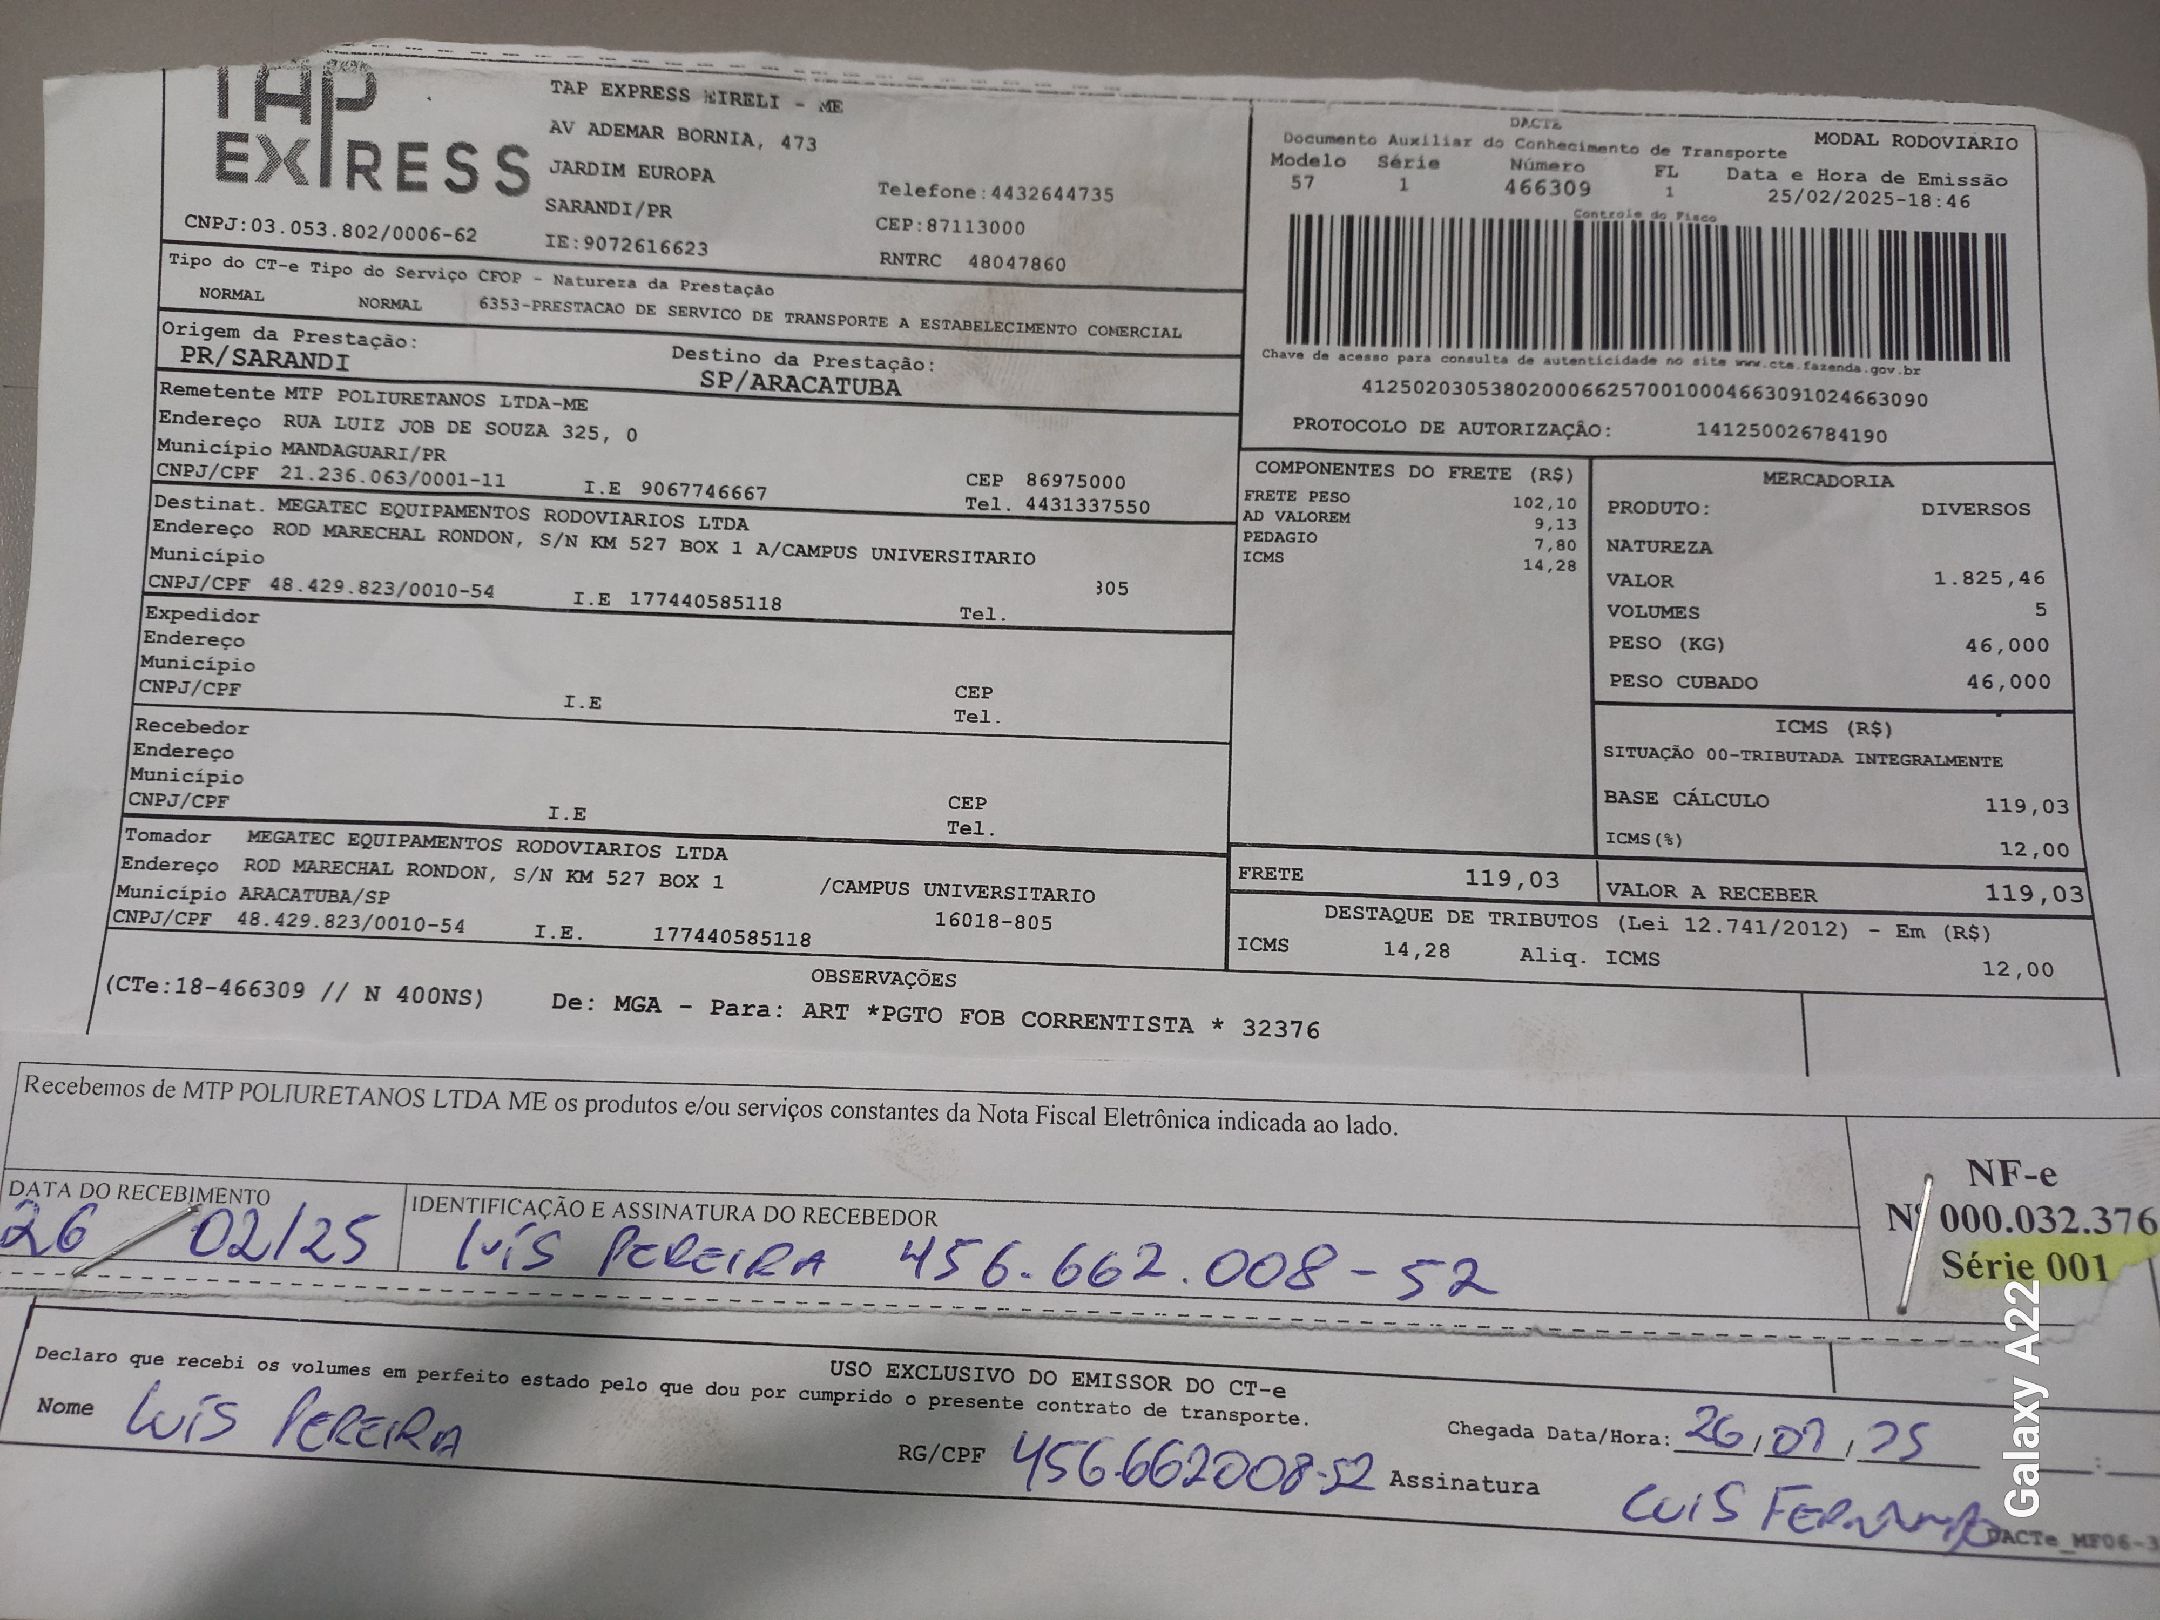 TAP
EXPRESS
TAP EXPRESS EIRELI - ME
AV ADEMAR BORNIA, 473
JARDIM EUROPA
SARANDI/PR
IE:9072616623
Telefone:4432644735
CEP:87113000
RNTRC 48047860
CNPJ:03.053.802/0006-62
DACTE
Documento Auxiliar do Conhecimento de Transporte
MODAL RODOVIÁRIO
Modelo Série Número FL Data e Hora de Emissão
57 1 466309 1 25/02/2025-18:46
Controle do Fisco
Chave de acesso para consulta de autenticidade no site www.cte.fazenda.gov.br
41250203053802000662570010004663091024663090
PROTOCOLO DE AUTORIZAÇÃO: 141250026784190
Tipo do CT-e Tipo do Serviço CFOP - Natureza da Prestação
NORMAL NORMAL 6353-PRESTACAO DE SERVICO DE TRANSPORTE A ESTABELECIMENTO COMERCIAL
Origem da Prestação: Destino da Prestação:
PR/SARANDI SP/ARACATUBA
Remetente MTP POLIURETANOS LTDA-ME
Endereço RUA LUIZ JOB DE SOUZA 325, 0
Município MANDAGUARI/PR CEP 86975000
CNPJ/CPF 21.236.063/0001-11 I.E 9067746667 Tel. 4431337550
Destinat. MEGATEC EQUIPAMENTOS RODOVIARIOS LTDA
Endereço ROD MARECHAL RONDON, S/N KM 527 BOX 1 A/CAMPUS UNIVERSITARIO
Município 305
CNPJ/CPF 48.429.823/0010-54 I.E 177440585118 Tel.
Expedidor
Endereço
Município CEP
CNPJ/CPF I.E Tel.
Recebedor
Endereço
Município CEP
CNPJ/CPF I.E Tel.
Tomador MEGATEC EQUIPAMENTOS RODOVIARIOS LTDA
Endereço ROD MARECHAL RONDON, S/N KM 527 BOX 1 /CAMPUS UNIVERSITARIO
Município ARACATUBA/SP 16018-805
CNPJ/CPF 48.429.823/0010-54 I.E. 177440585118
COMPONENTES DO FRETE (R$)
FRETE PESO 102,10
AD VALOREM 9,13
PEDAGIO 7,80
ICMS 14,28
MERCADORIA
PRODUTO: DIVERSOS
NATUREZA
VALOR 1.825,46
VOLUMES 5
PESO (KG) 46,000
PESO CUBADO 46,000
ICMS (R$)
SITUAÇÃO 00-TRIBUTADA INTEGRALMENTE
BASE CÁLCULO 119,03
ICMS(%) 12,00
FRETE 119,03 VALOR A RECEBER 119,03
DESTAQUE DE TRIBUTOS (Lei 12.741/2012) - Em (R$)
ICMS 14,28 Aliq. ICMS 12,00
OBSERVAÇÕES
(CTe:18-466309 // N 400NS) De: MGA - Para: ART *PGTO FOB CORRENTISTA * 32376
Recebemos de MTP POLIURETANOS LTDA ME os produtos e/ou serviços constantes da Nota Fiscal Eletrônica indicada ao lado.
NF-e
Nº 000.032.376
Série 001
DATA DO RECEBIMENTO IDENTIFICAÇÃO E ASSINATURA DO RECEBEDOR
26/02/25 LUÍS PEREIRA 456.662.008-52
USO EXCLUSIVO DO EMISSOR DO CT-e
Declaro que recebi os volumes em perfeito estado pelo que dou por cumprido o presente contrato de transporte.
Nome LUÍS PEREIRA RG/CPF 456.662008-52 Chegada Data/Hora: 26/02/25 :
Assinatura LUIS FERNANDO
DACTe_MF06-3
Galaxy A22